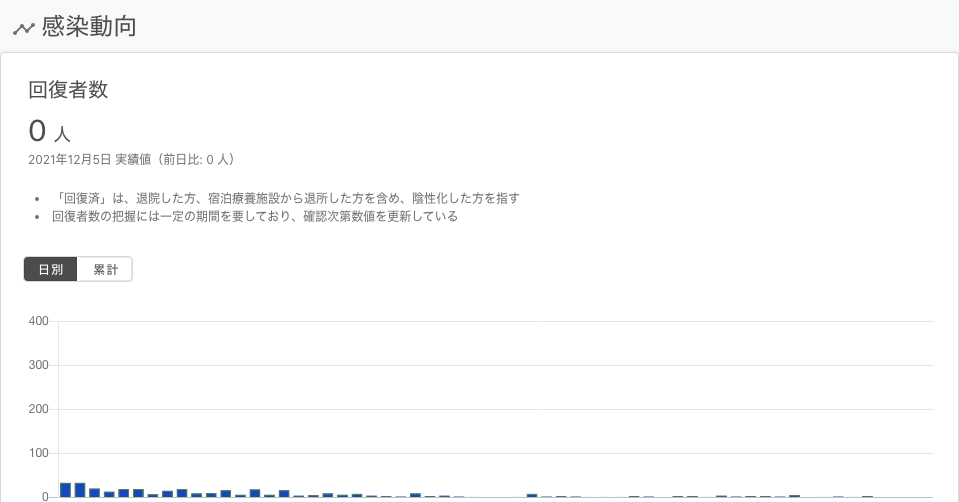 感染動向
回復者数
0 人
2021年12月5日 実績値（前日比: 0 人）
「回復済」は、退院した方、宿泊療養施設から退所した方を含め、陰性化した方を指す
回復者数の把握には一定の期間を要しており、確認次第数値を更新している
日別 累計
400
300
200
100
0